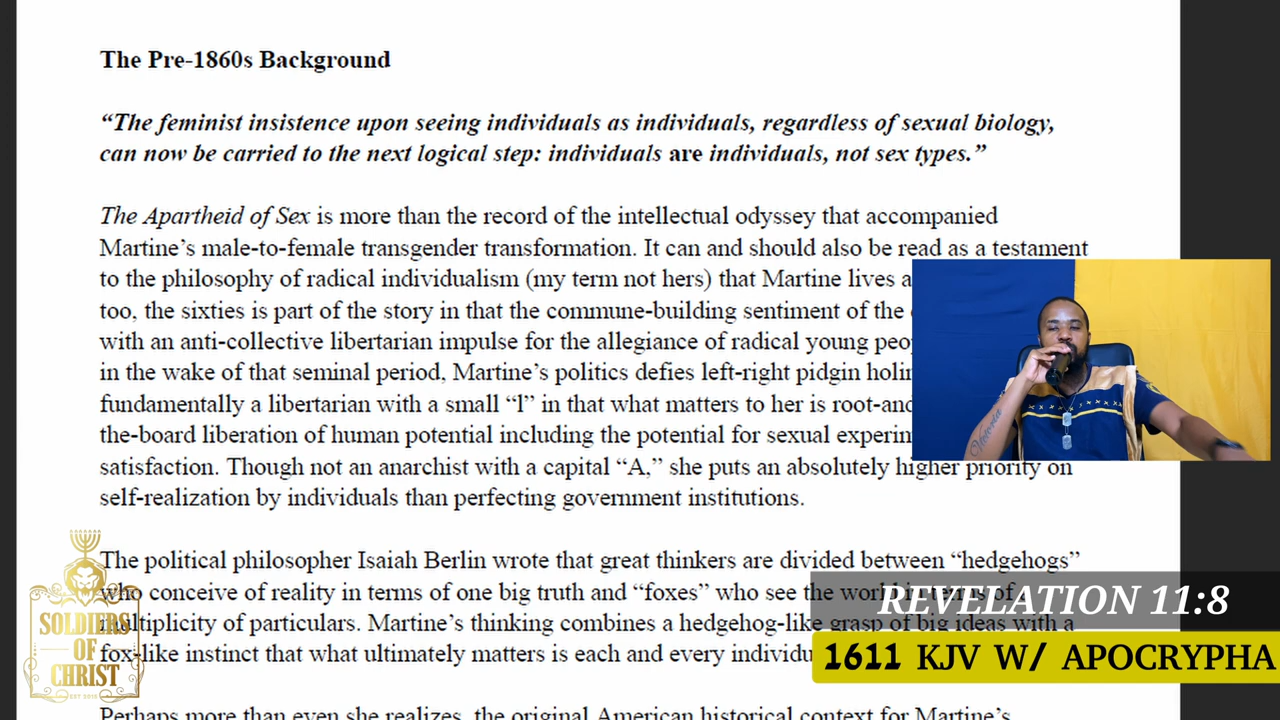 The Pre-1860s Background
“The feminist insistence upon seeing individuals as individuals, regardless of sexual biology,
can now be carried to the next logical step: individuals are individuals, not sex types.”
The Apartheid of Sex is more than the record of the intellectual odyssey that accompanied
Martine’s male-to-female transgender transformation. It can and should also be read as a testament
to the philosophy of radical individualism (my term not hers) that Martine lives
too, the sixties is part of the story in that the commune-building sentiment of the
with an anti-collective libertarian impulse for the allegiance of radical young
in the wake of that seminal period, Martine’s politics defies left-right pidgin
fundamentally a libertarian with a small “l” in that what matters to her is
the-board liberation of human potential including the potential for sexual
satisfaction. Though not an anarchist with a capital “A,” she puts an absolutely higher priority on
self-realization by individuals than perfecting government institutions.
The political philosopher Isaiah Berlin wrote that great thinkers are divided between “hedgehogs”
who conceive of reality in terms of one big truth and “foxes” who see the world in terms of
multiplicity of particulars. Martine’s thinking combines a hedgehog-like grasp of big ideas with a
fox-like instinct that what ultimately matters is each and every
Perhaps more than even she realizes, the original American historical context for Martine’s
REVELATION 11:8
1611 KJV W/ APOCRYPHA
SOLDIERS
OF
CHRIST
EST 2015